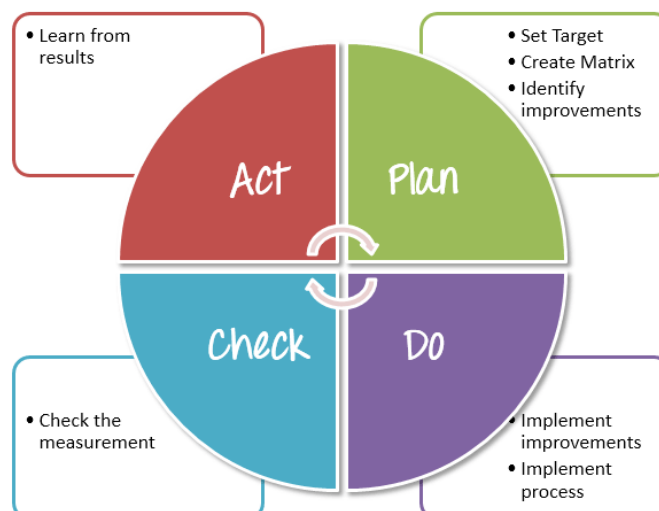 • Learn from
results
• Set Target
• Create Matrix
• Identify
improvements
Act
Plan
Check
Do
• Check the
measurement
• Implement
improvements
• Implement
process